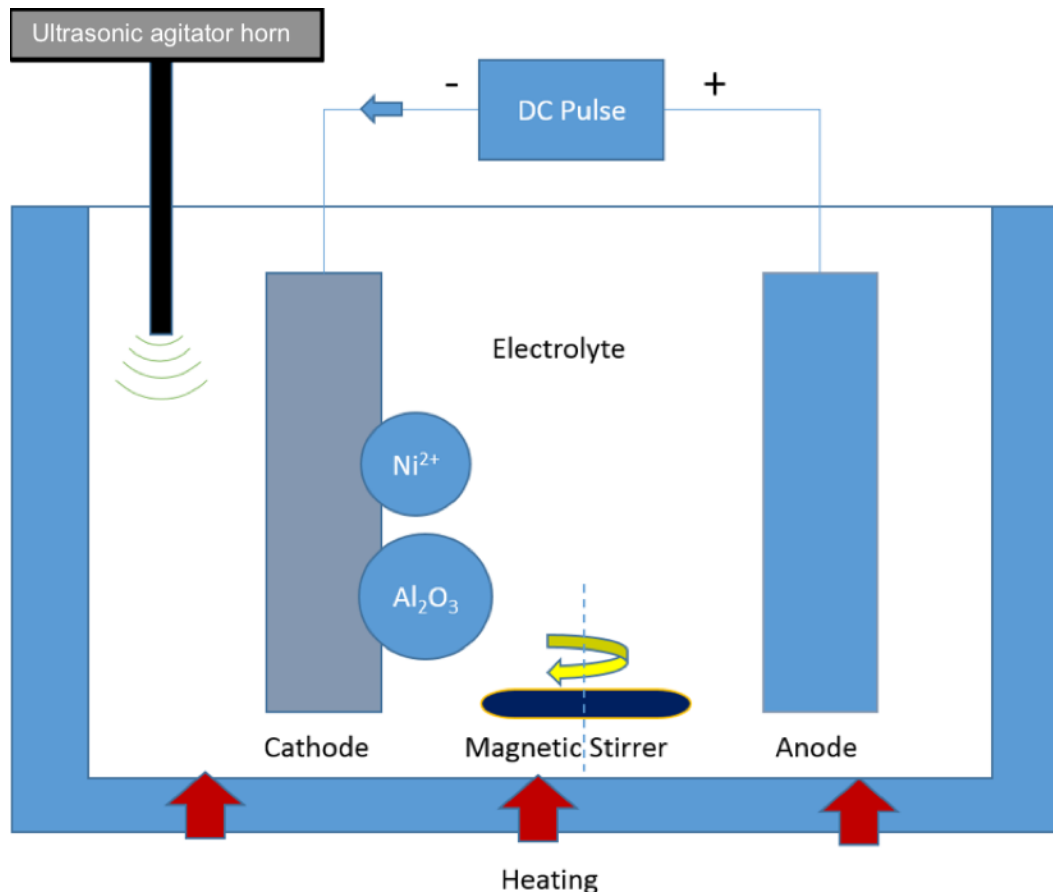 Ultrasonic agitator horn
- DC Pulse +
Electrolyte
Ni²⁺
Al₂O₃
Cathode Magnetic Stirrer Anode
Heating